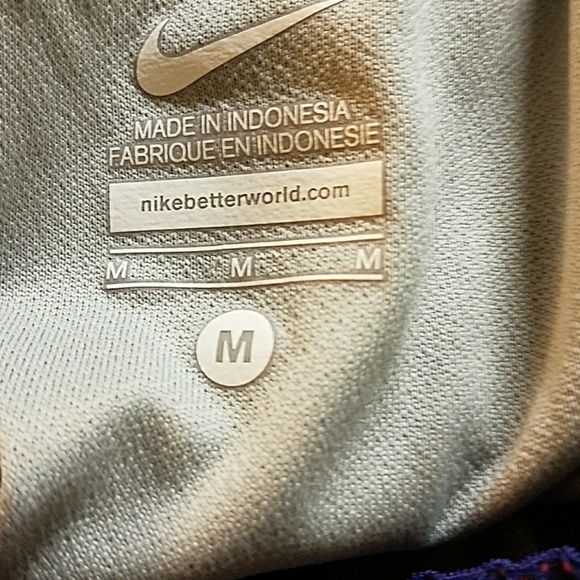 MADE IN INDONESIA
FABRIQUE EN INDONESIE
nikebetterworld.com
M M M
M